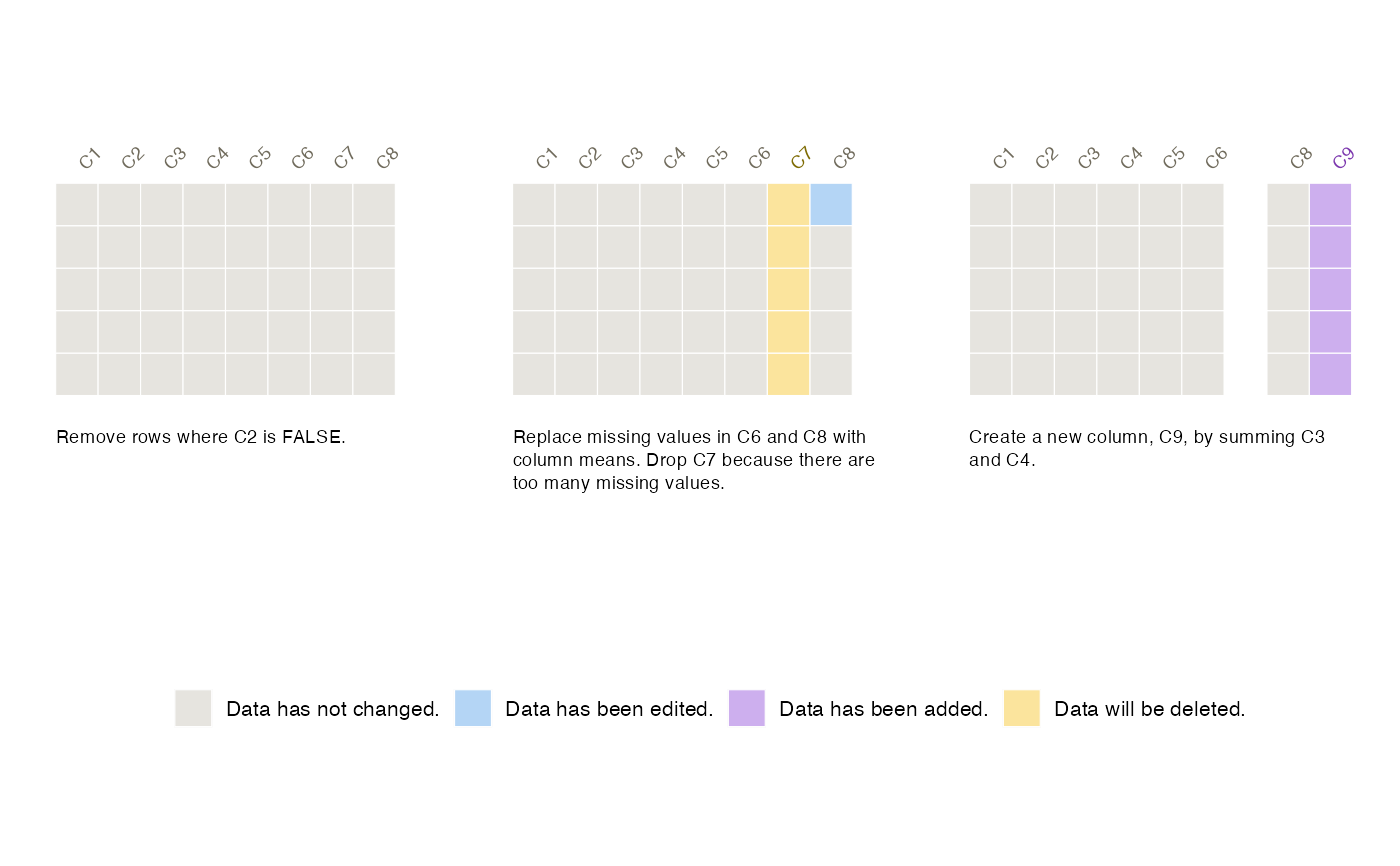 C1 C2 C3 C4 C5 C6 C7 C8
C1 C2 C3 C4 C5 C6 C7 C8
C1 C2 C3 C4 C5 C6 C8 C9
Remove rows where C2 is FALSE.
Replace missing values in C6 and C8 with
column means. Drop C7 because there are
too many missing values.
Create a new column, C9, by summing C3
and C4.
Data has not changed.
Data has been edited.
Data has been added.
Data will be deleted.